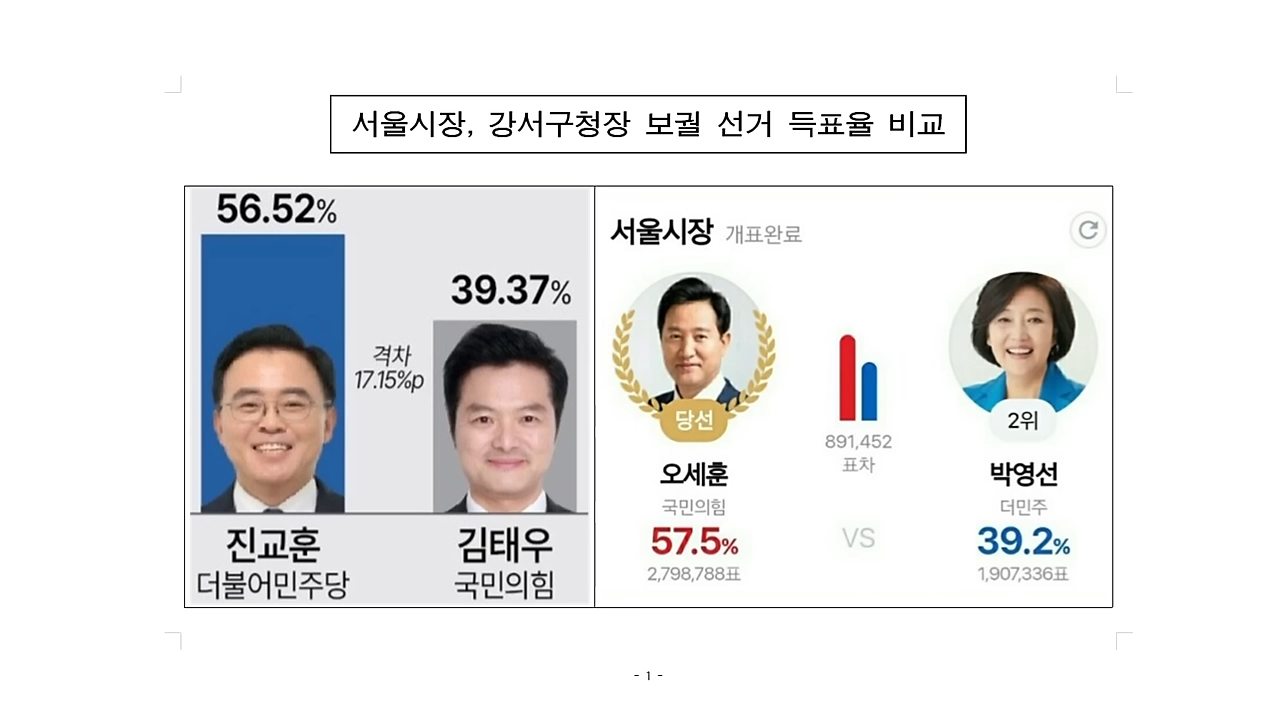 서울시장, 강서구청장 보궐 선거 득표율 비교
56.52%
39.37%
격차
17.15%p
진교훈
더불어민주당
김태우
국민의힘
서울시장 개표완료
당선
오세훈
국민의힘
57.5%
2,798,788표
891,452
표차
VS
2위
박영선
더민주
39.2%
1,907,336표
- 1 -